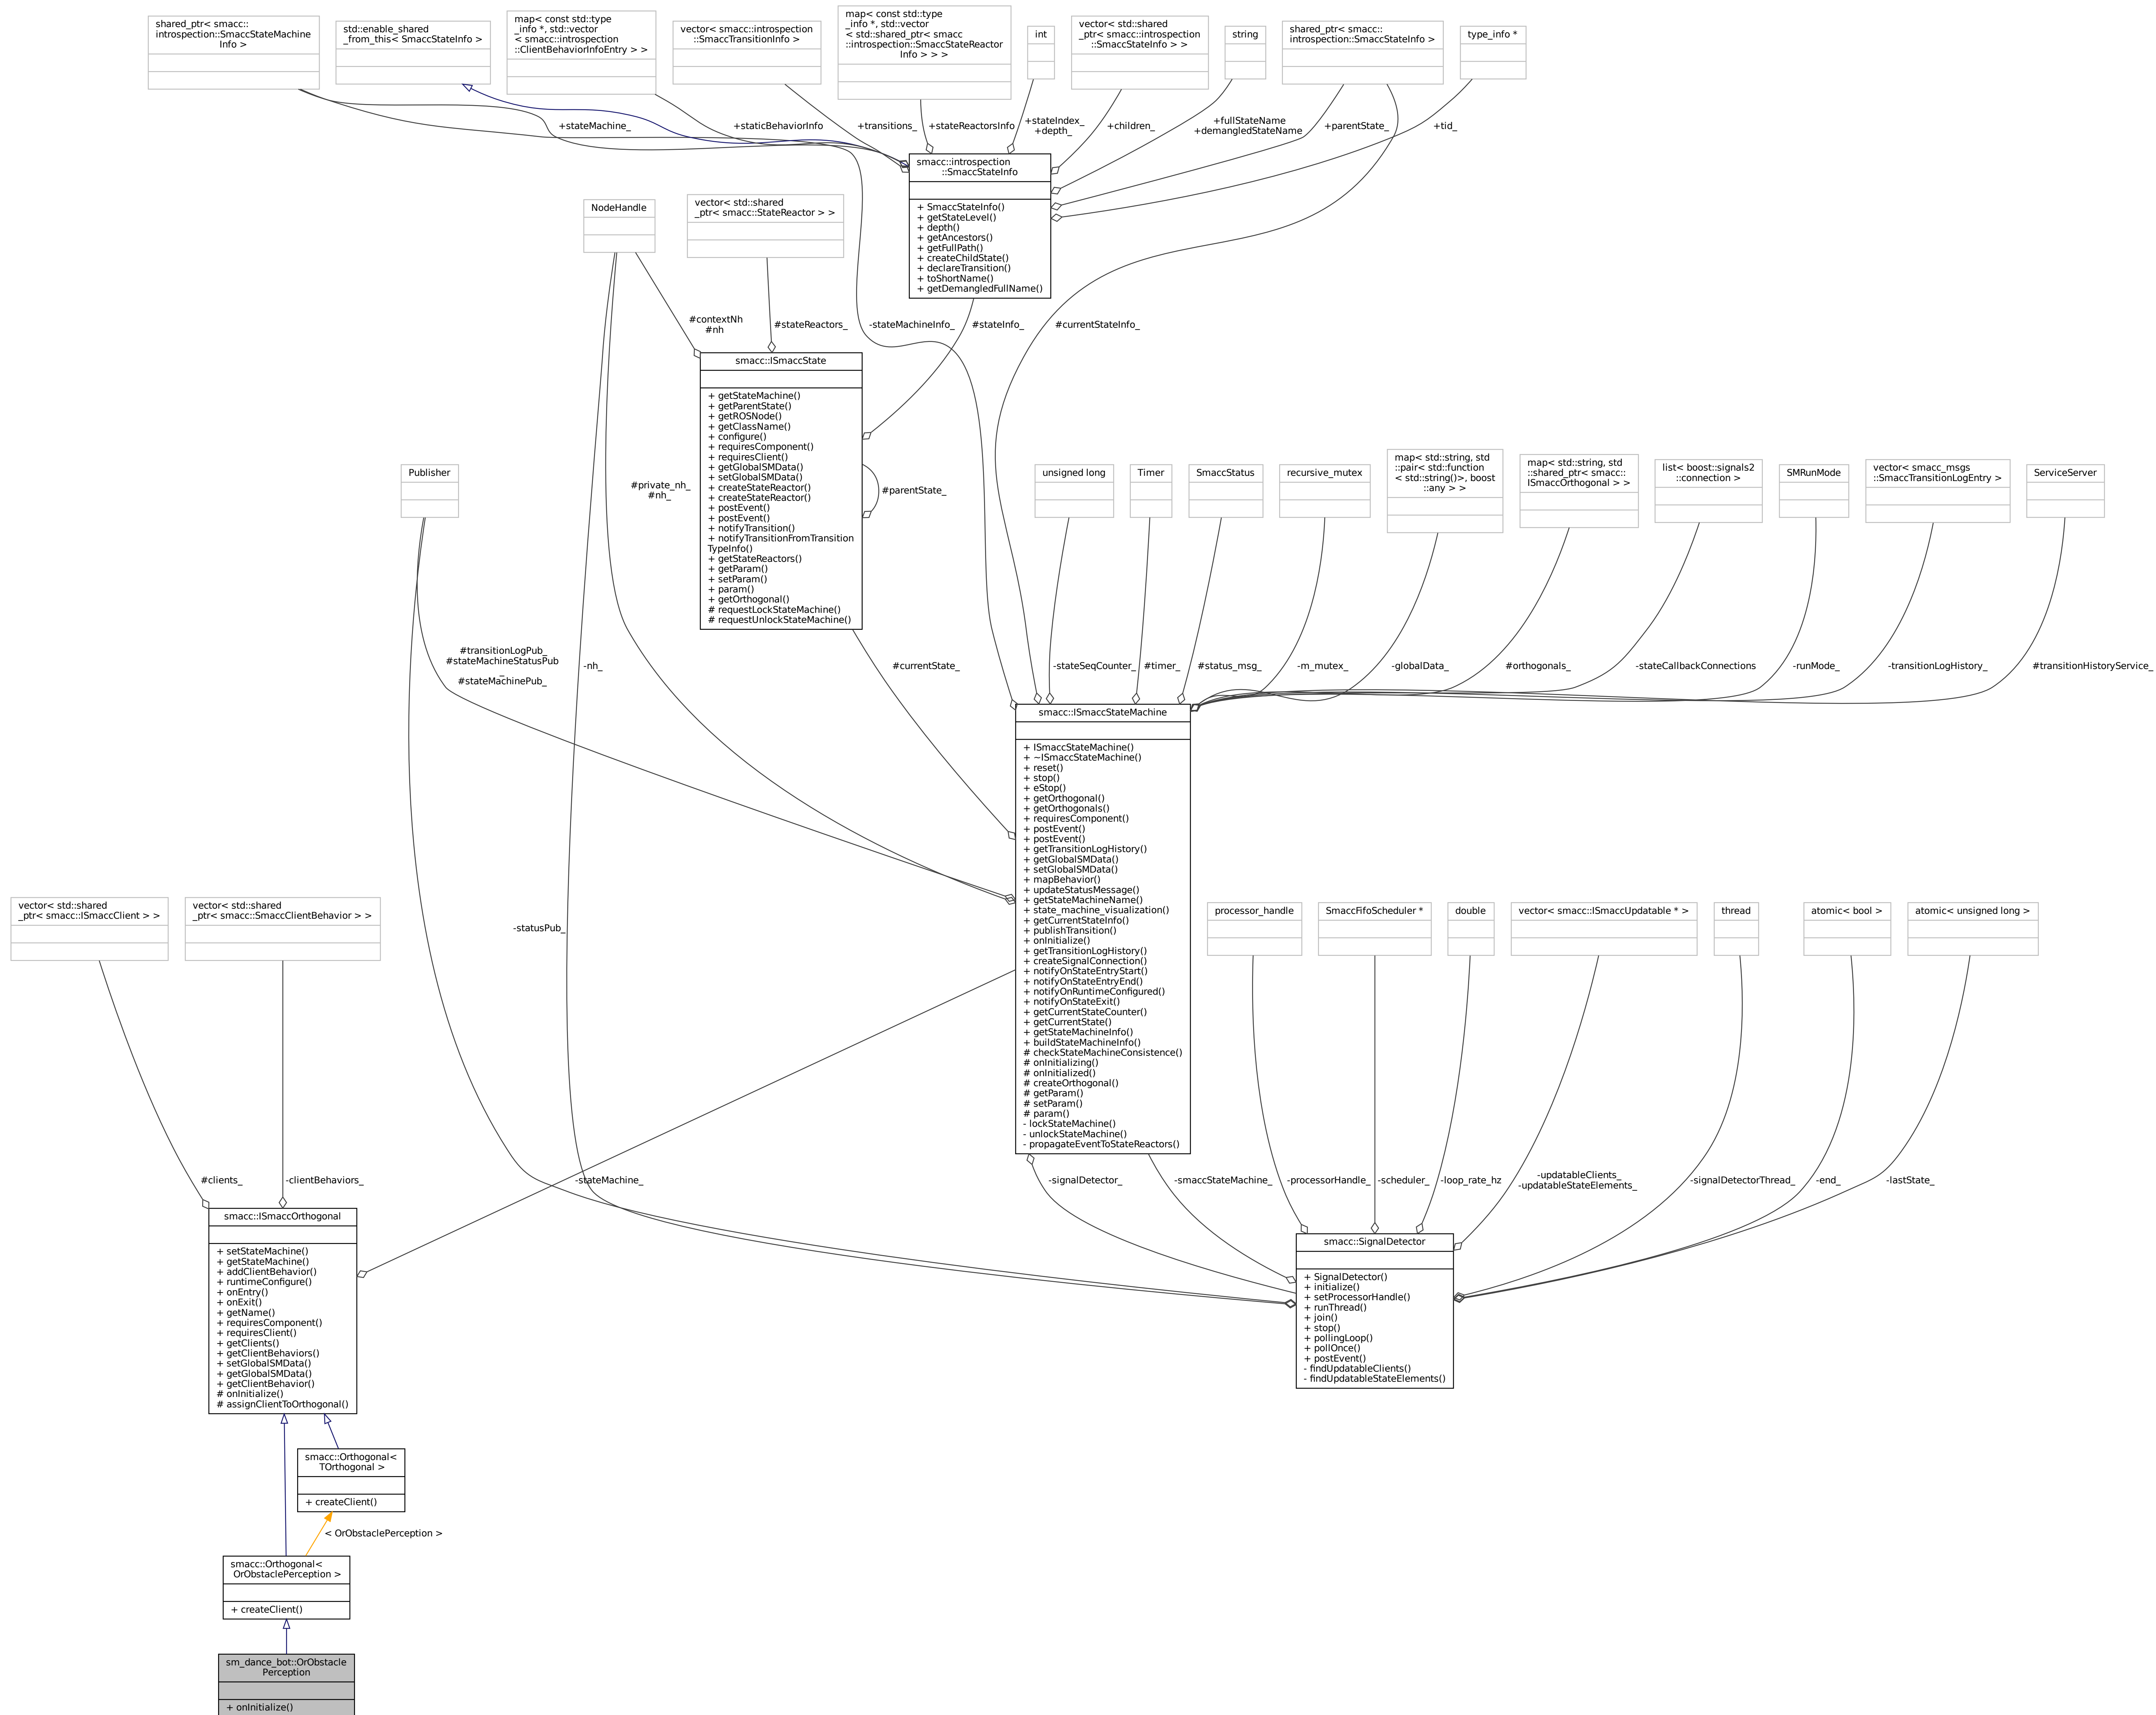 shared_ptr< smacc::
introspection::SmaccStateMachine
Info >
std::enable_shared
_from_this< SmaccStateInfo >
map< const std::type
_info *, std::vector
< smacc::introspection
::ClientBehaviorInfoEntry > >
vector< smacc::introspection
::SmaccTransitionInfo >
map< const std::type
_info *, std::vector
< std::shared_ptr< smacc
::introspection::SmaccStateReactor
Info > > >
int
vector< std::shared
_ptr< smacc::introspection
::SmaccStateInfo > >
string
shared_ptr< smacc::
introspection::SmaccStateInfo >
type_info *
+stateMachine_
+staticBehaviorInfo
+transitions_
+stateReactorsInfo
+stateIndex_
+depth_
+children_
+fullStateName
+demangledStateName
+parentState_
+tid_
smacc::introspection
::SmaccStateInfo
+ SmaccStateInfo()
+ getStateLevel()
+ depth()
+ getAncestors()
+ getFullPath()
+ createChildState()
+ declareTransition()
+ toShortName()
+ getDemangledFullName()
NodeHandle
vector< std::shared
_ptr< smacc::StateReactor > >
#contextNh
#nh
#stateReactors_
-stateMachineInfo_
#stateInfo_
#currentStateInfo_
smacc::ISmaccState
+ getStateMachine()
+ getParentState()
+ getROSNode()
+ getClassName()
+ configure()
+ requiresComponent()
+ requiresClient()
+ getGlobalSMData()
+ setGlobalSMData()
+ createStateReactor()
+ createStateReactor()
+ postEvent()
+ postEvent()
+ notifyTransition()
+ notifyTransitionFromTransition
TypeInfo()
+ getStateReactors()
+ getParam()
+ setParam()
+ param()
+ getOrthogonal()
# requestLockStateMachine()
# requestUnlockStateMachine()
#parentState_
Publisher
#private_nh_
#nh_
unsigned long
Timer
SmaccStatus
recursive_mutex
map< std::string, std
::pair< std::function
< std::string()>, boost
::any > >
map< std::string, std
::shared_ptr< smacc::
ISmaccOrthogonal > >
list< boost::signals2
::connection >
SMRunMode
vector< smacc_msgs
::SmaccTransitionLogEntry >
ServiceServer
#transitionLogPub_
#stateMachineStatusPub
_
#stateMachinePub_
-nh_
#currentState_
-stateSeqCounter_
#timer_
#status_msg_
-m_mutex_
-globalData_
#orthogonals_
-stateCallbackConnections
-runMode_
-transitionLogHistory_
#transitionHistoryService_
smacc::ISmaccStateMachine
+ ISmaccStateMachine()
+ ~ISmaccStateMachine()
+ reset()
+ stop()
+ eStop()
+ getOrthogonal()
+ getOrthogonals()
+ requiresComponent()
+ postEvent()
+ postEvent()
+ getTransitionLogHistory()
+ getGlobalSMData()
+ setGlobalSMData()
+ mapBehavior()
+ updateStatusMessage()
+ getStateMachineName()
+ state_machine_visualization()
+ getCurrentStateInfo()
+ publishTransition()
+ onInitialize()
+ getTransitionLogHistory()
+ createSignalConnection()
+ notifyOnStateEntryStart()
+ notifyOnStateEntryEnd()
+ notifyOnRuntimeConfigured()
+ notifyOnStateExit()
+ getCurrentStateCounter()
+ getCurrentState()
+ getStateMachineInfo()
+ buildStateMachineInfo()
# checkStateMachineConsistence()
# onInitializing()
# onInitialized()
# createOrthogonal()
# getParam()
# setParam()
# param()
- lockStateMachine()
- unlockStateMachine()
- propagateEventToStateReactors()
vector< std::shared
_ptr< smacc::ISmaccClient > >
vector< std::shared
_ptr< smacc::SmaccClientBehavior > >
-statusPub_
processor_handle
SmaccFifoScheduler *
double
vector< smacc::ISmaccUpdatable * >
thread
atomic< bool >
atomic< unsigned long >
#clients_
-clientBehaviors_
-stateMachine_
-signalDetector_
-smaccStateMachine_
-processorHandle_
-scheduler_
-loop_rate_hz
-updatableClients_
-updatableStateElements_
-signalDetectorThread_
-end_
-lastState_
smacc::ISmaccOrthogonal
+ setStateMachine()
+ getStateMachine()
+ addClientBehavior()
+ runtimeConfigure()
+ onEntry()
+ onExit()
+ getName()
+ requiresComponent()
+ requiresClient()
+ getClients()
+ getClientBehaviors()
+ setGlobalSMData()
+ getGlobalSMData()
+ getClientBehavior()
# onInitialize()
# assignClientToOrthogonal()
smacc::SignalDetector
+ SignalDetector()
+ initialize()
+ setProcessorHandle()
+ runThread()
+ join()
+ stop()
+ pollingLoop()
+ pollOnce()
+ postEvent()
- findUpdatableClients()
- findUpdatableStateElements()
smacc::Orthogonal<
TOrthogonal >
+ createClient()
< OrObstaclePerception >
smacc::Orthogonal<
OrObstaclePerception >
+ createClient()
sm_dance_bot::OrObstacle
Perception
+ onInitialize()